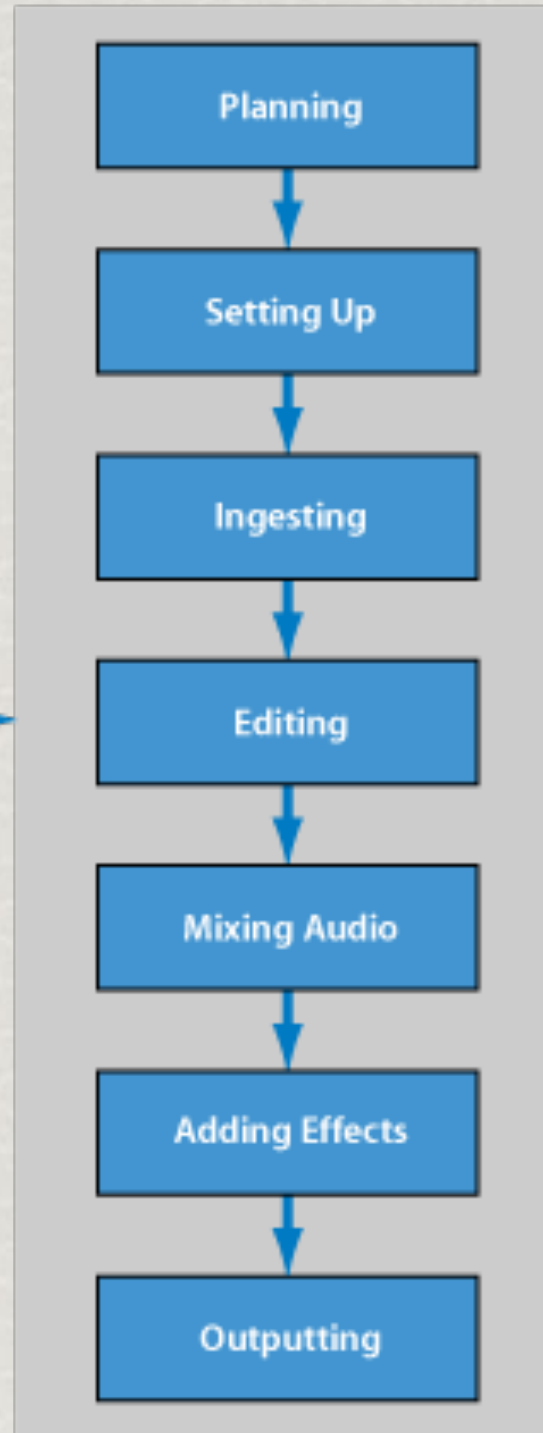 Planning
Setting Up
Ingesting
Editing
Mixing Audio
Adding Effects
Outputting